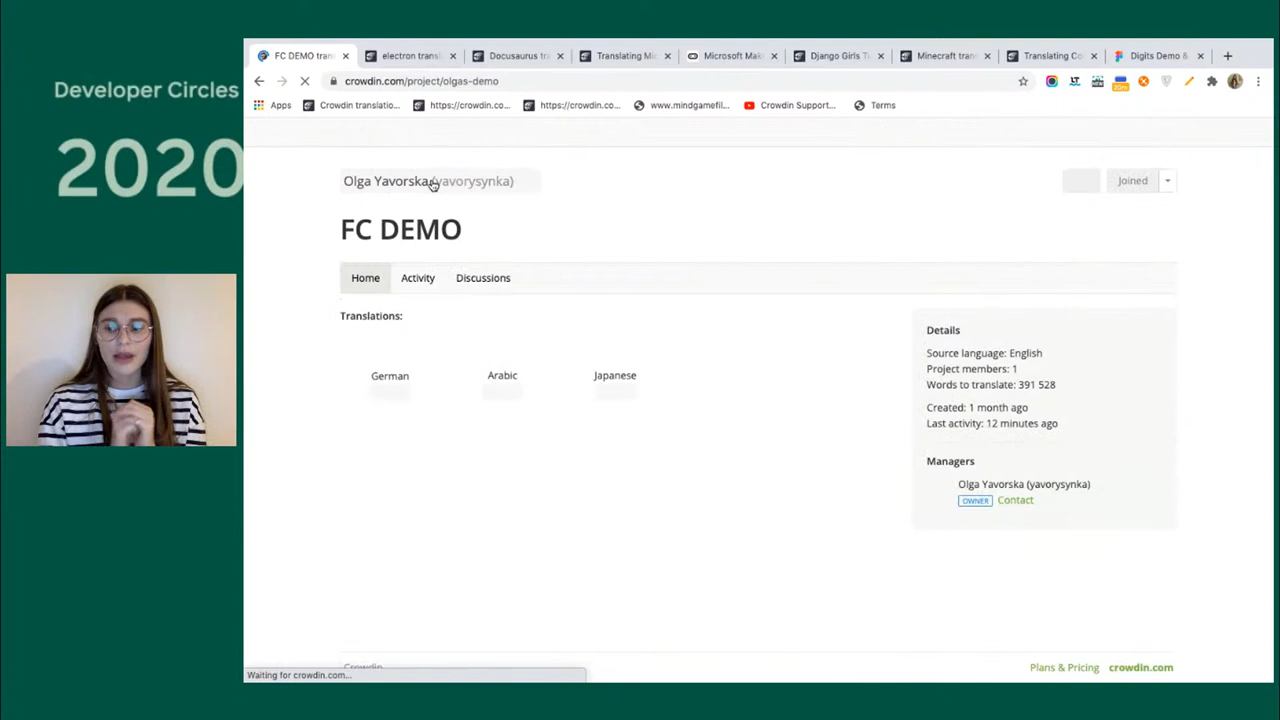 Developer Circles
2020
FC DEMO tran
electron transl
Docusaurus tra
Translating Mi
Microsoft Mak
Django Girls T
Minecraft trans
Translating Co
Digits Demo &
crowdin.com/project/olgas-demo
Apps
Crowdin translatio...
https://crowdin.co...
https://crowdin.co...
www.mindgamefil...
Crowdin Support...
Terms
Olga Yavorska (yavorysynka)
Joined
FC DEMO
Home
Activity
Discussions
Translations:
German
Arabic
Japanese
Details
Source language: English
Project members: 1
Words to translate: 391 528
Created: 1 month ago
Last activity: 12 minutes ago
Managers
Olga Yavorska (yavorysynka)
OWNER Contact
Crowdin
Plans & Pricing
crowdin.com
Waiting for crowdin.com...